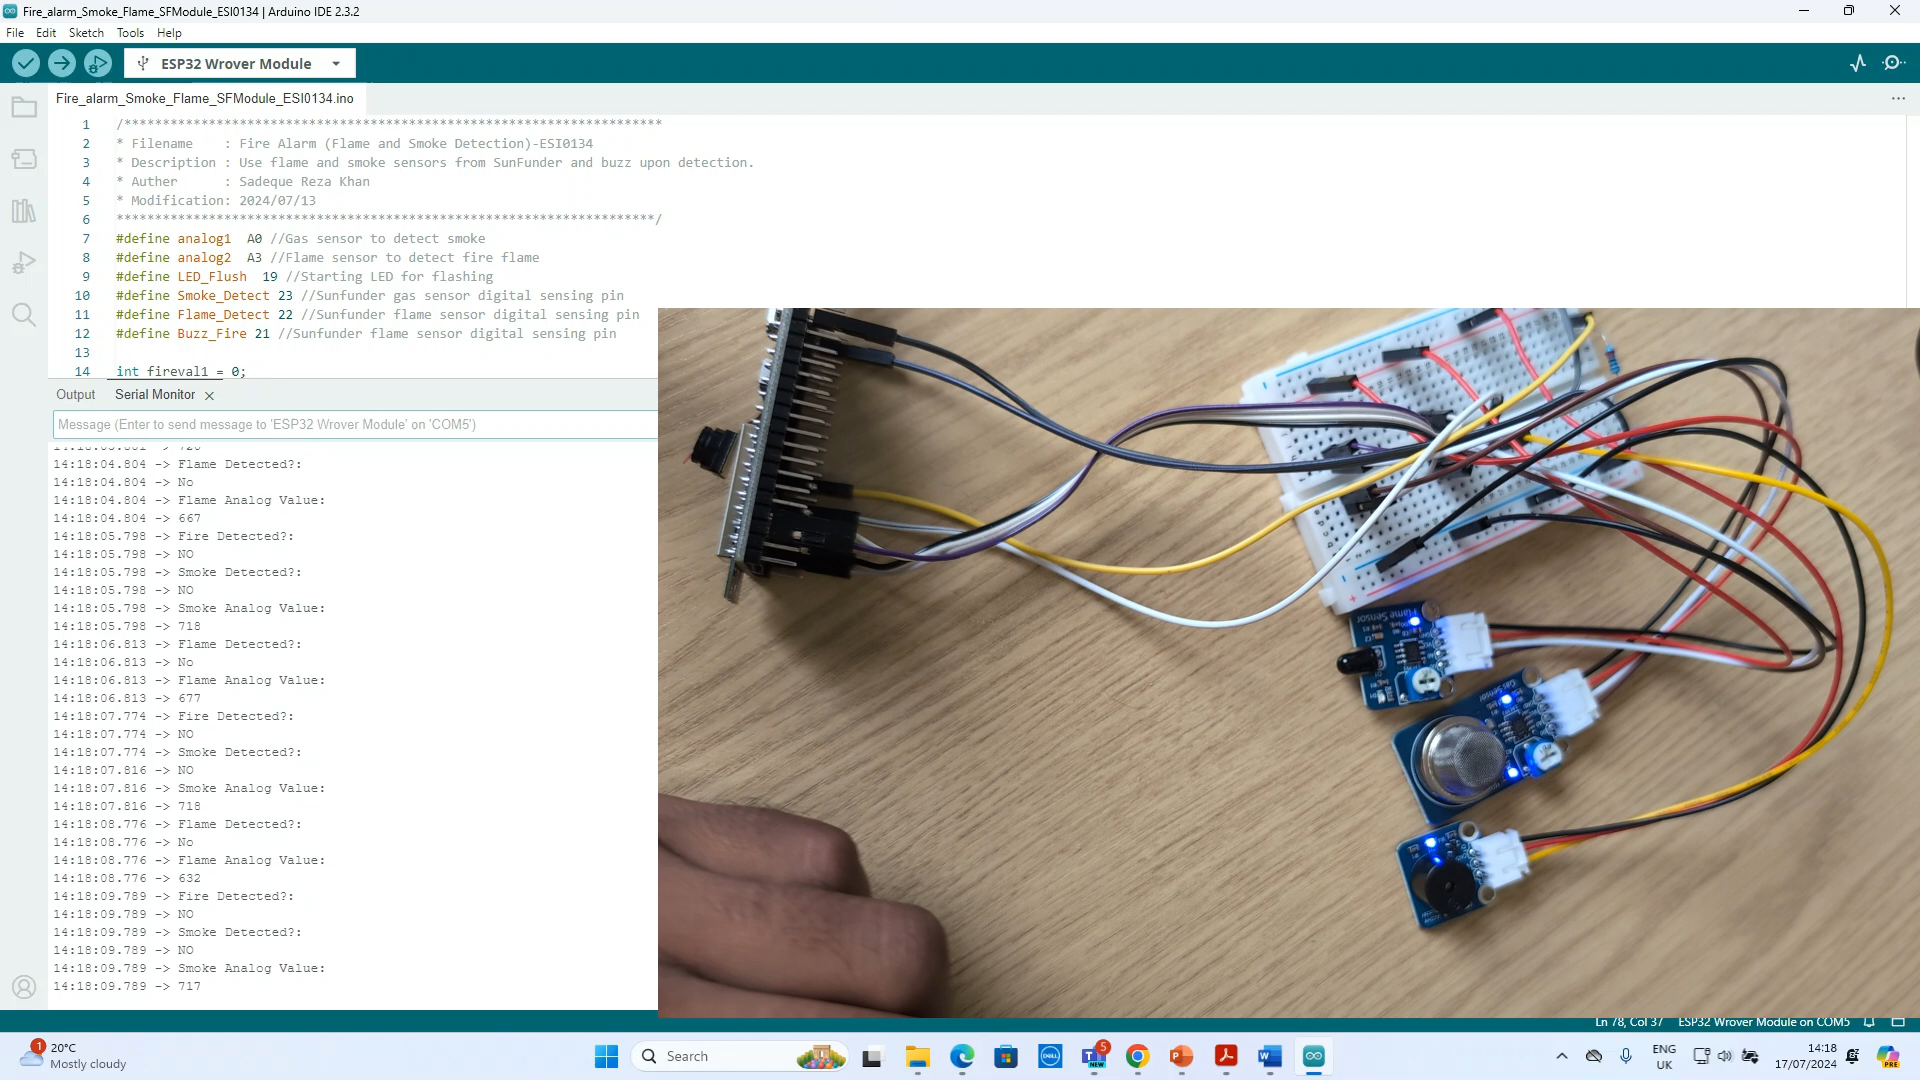 Fire_alarm_Smoke_Flame_SFModule_ESI0134 | Arduino IDE 2.3.2
File Edit Sketch Tools Help
ESP32 Wrover Module
Fire_alarm_Smoke_Flame_SFModule_ESI0134.ino
1 /**********************************************************************
2 * Filename    : Fire Alarm (Flame and Smoke Detection)-ESI0134
3 * Description : Use flame and smoke sensors from SunFunder and buzz upon detection.
4 * Auther      : Sadeque Reza Khan
5 * Modification: 2024/07/13
6 **********************************************************************/
7 #define analog1  A0 //Gas sensor to detect smoke
8 #define analog2  A3 //Flame sensor to detect fire flame
9 #define LED_Flush  19 //Starting LED for flashing
10 #define Smoke_Detect 23 //Sunfunder gas sensor digital sensing pin
11 #define Flame_Detect 22 //Sunfunder flame sensor digital sensing pin
12 #define Buzz_Fire 21 //Sunfunder flame sensor digital sensing pin
13
14 int fireval1 = 0;
Output Serial Monitor
Message (Enter to send message to 'ESP32 Wrover Module' on 'COM5')
14:18:04.804 -> Flame Detected?:
14:18:04.804 -> No
14:18:04.804 -> Flame Analog Value:
14:18:04.804 -> 667
14:18:05.798 -> Fire Detected?:
14:18:05.798 -> NO
14:18:05.798 -> Smoke Detected?:
14:18:05.798 -> NO
14:18:05.798 -> Smoke Analog Value:
14:18:05.798 -> 718
14:18:06.813 -> Flame Detected?:
14:18:06.813 -> No
14:18:06.813 -> Flame Analog Value:
14:18:06.813 -> 677
14:18:07.774 -> Fire Detected?:
14:18:07.774 -> NO
14:18:07.774 -> Smoke Detected?:
14:18:07.816 -> NO
14:18:07.816 -> Smoke Analog Value:
14:18:07.816 -> 718
14:18:08.776 -> Flame Detected?:
14:18:08.776 -> No
14:18:08.776 -> Flame Analog Value:
14:18:08.776 -> 632
14:18:09.789 -> Fire Detected?:
14:18:09.789 -> NO
14:18:09.789 -> Smoke Detected?:
14:18:09.789 -> NO
14:18:09.789 -> Smoke Analog Value:
14:18:09.789 -> 717
Flame Sensor
Gas Sensor
Ln 78, Col 37 ESP32 Wrover Module on COM5
1
20°C
Mostly cloudy
Search
DELL
5
NEW
ENG
UK
14:18
17/07/2024
PRE